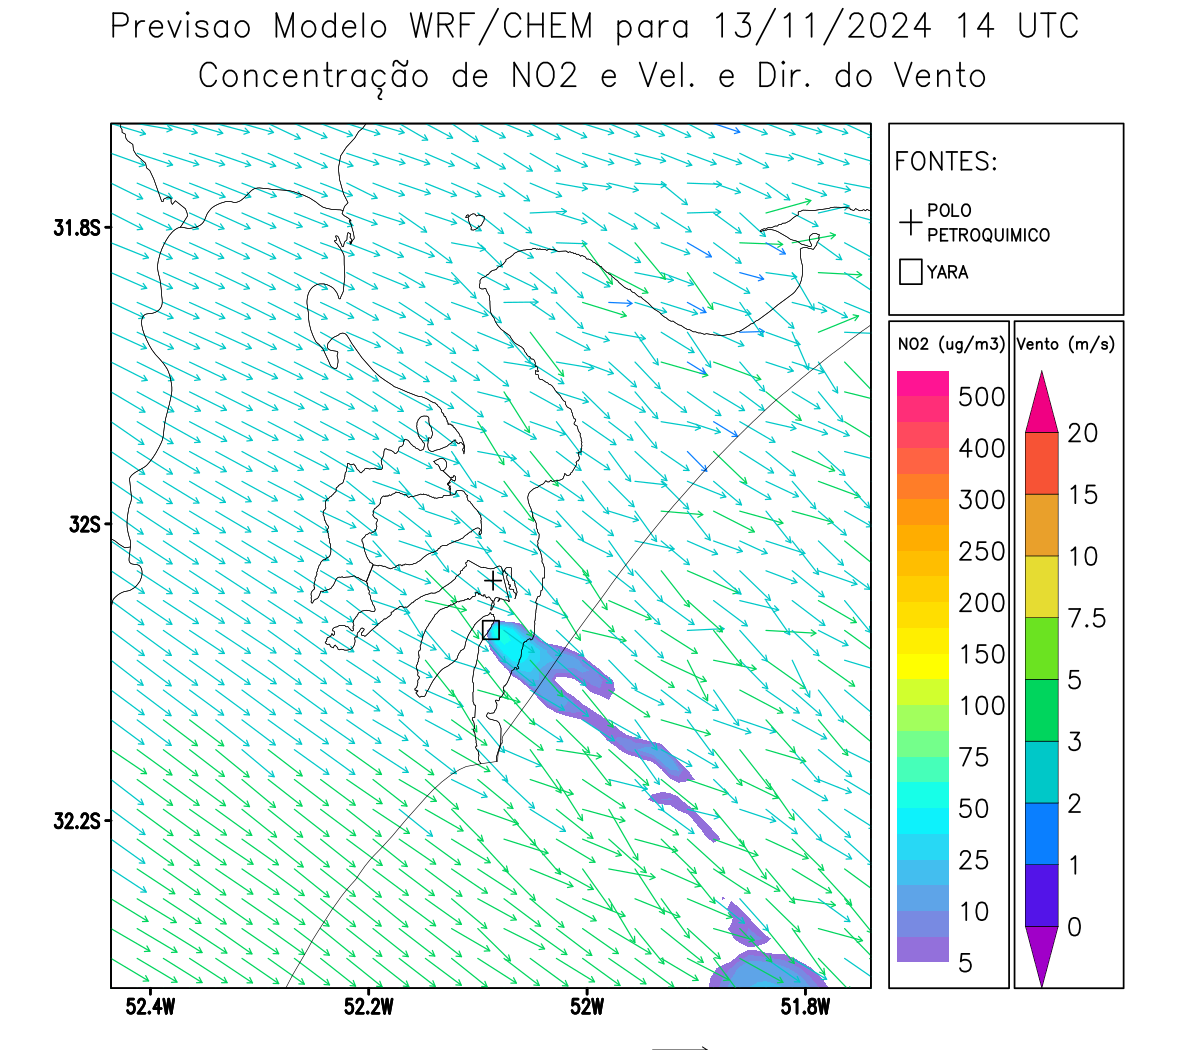 Previsao Modelo WRF/CHEM para 13/11/2024 14 UTC
Concentração de NO2 e Vel. e Dir. do Vento
FONTES:
POLO
PETROQUIMICO
YARA
NO2 (ug/m3)
500
400
300
250
200
150
100
75
50
25
10
5
Vento (m/s)
20
15
10
7.5
5
3
2
1
0
31.8S
32S
32.2S
52.4W
52.2W
52W
51.8W